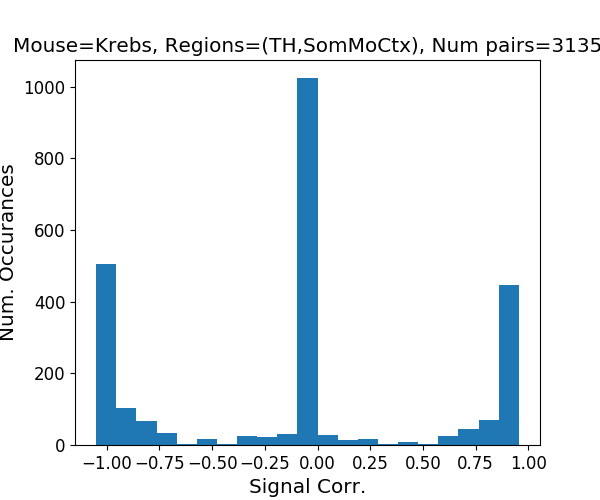 Mouse=Krebs, Regions=(TH,SomMoCtx), Num pairs=3135
Num. Occurances
1000
800
600
400
200
0
−1.00 −0.75 −0.50 −0.25 0.00 0.25 0.50 0.75 1.00
Signal Corr.